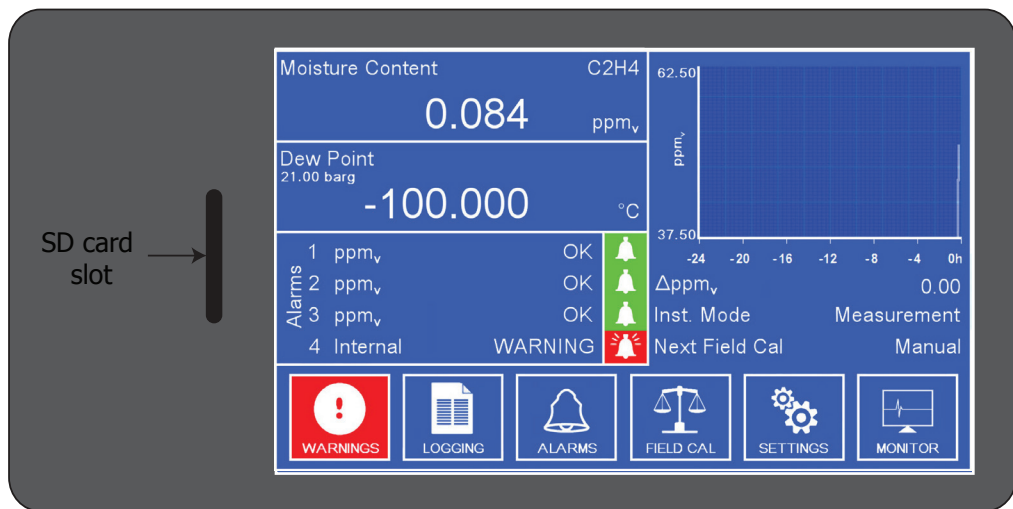 SD card
slot
Moisture Content C2H4
0.084 ppmv
Dew Point
21.00 barg
-100.000 °C
Alarms
1 ppmv OK
2 ppmv OK
3 ppmv OK
4 Internal WARNING
62.50
ppmv
37.50
-24 -20 -16 -12 -8 -4 0h
Δppmv 0.00
Inst. Mode Measurement
Next Field Cal Manual
WARNINGS LOGGING ALARMS FIELD CAL SETTINGS MONITOR